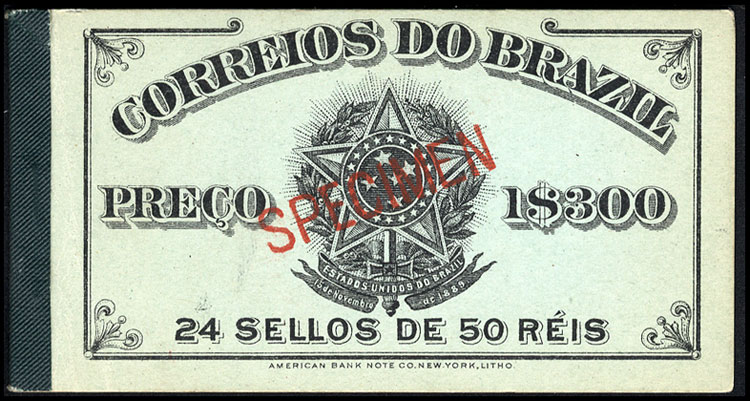 CORREIOS DO BRAZIL
PREÇO 1$300
SPECIMEN
ESTADOS UNIDOS DO BRAZIL
15 de Novembro de 1889
24 SELLOS DE 50 RÉIS
AMERICAN BANK NOTE CO. NEW YORK, LITHO.